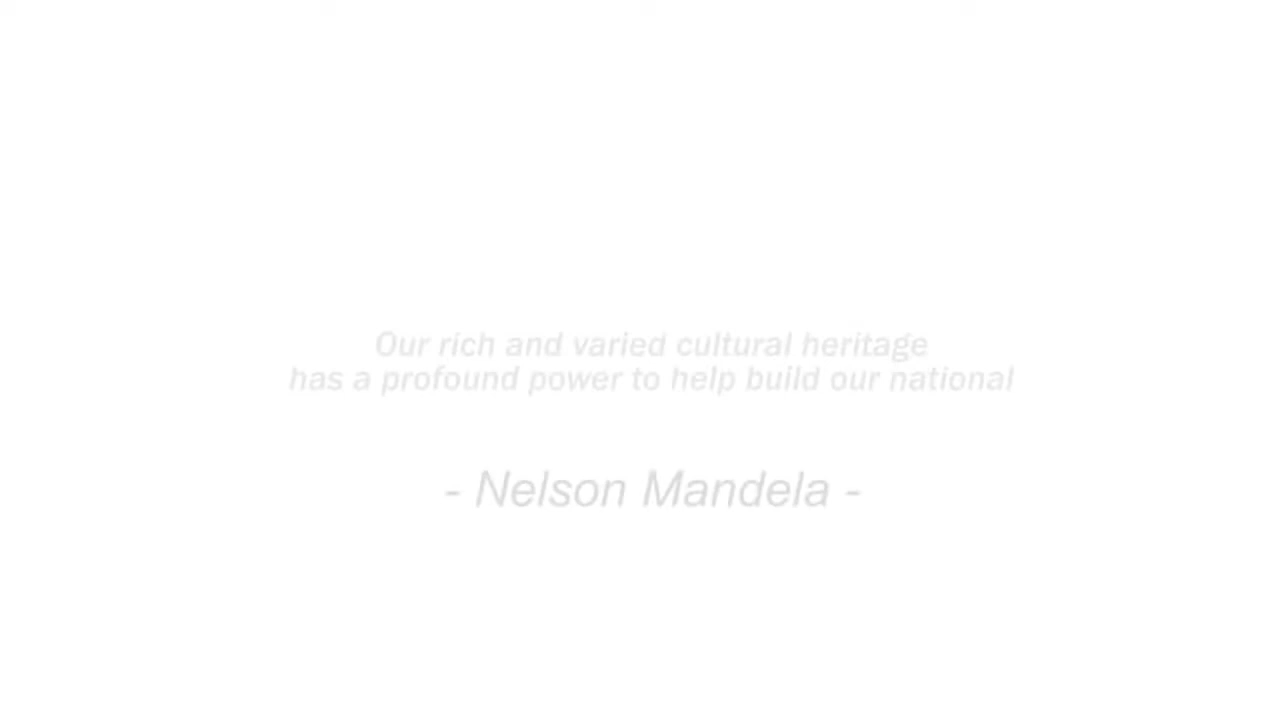 Our rich and varied cultural heritage
has a profound power to help build our national
- Nelson Mandela -